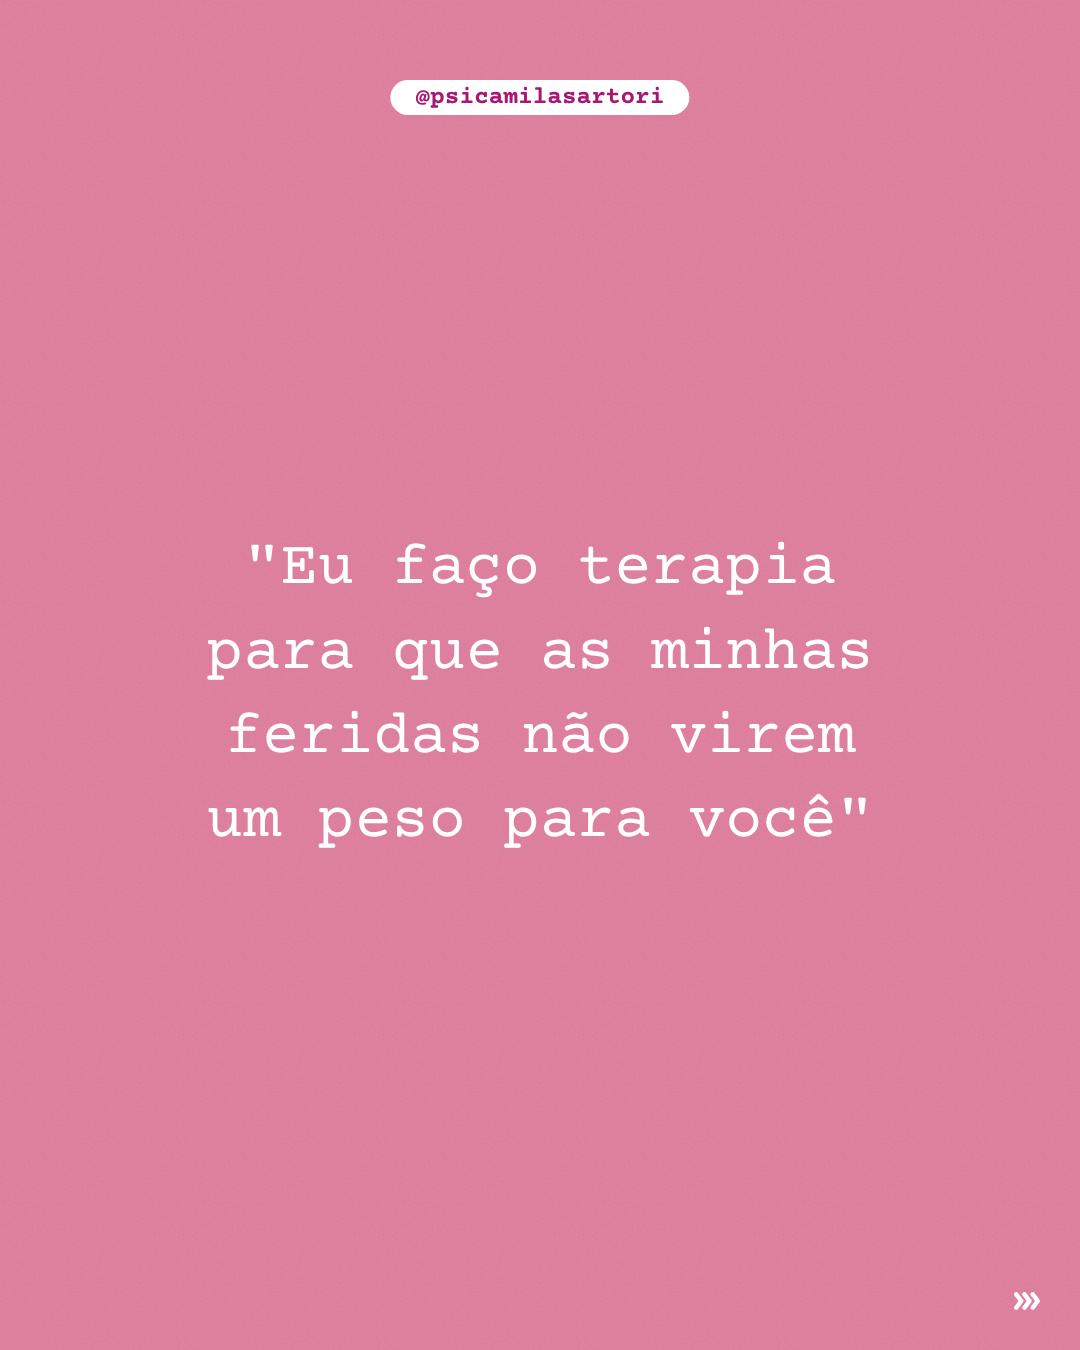 @psicamilasartori
"Eu faço terapia
para que as minhas
feridas não virem
um peso para você"